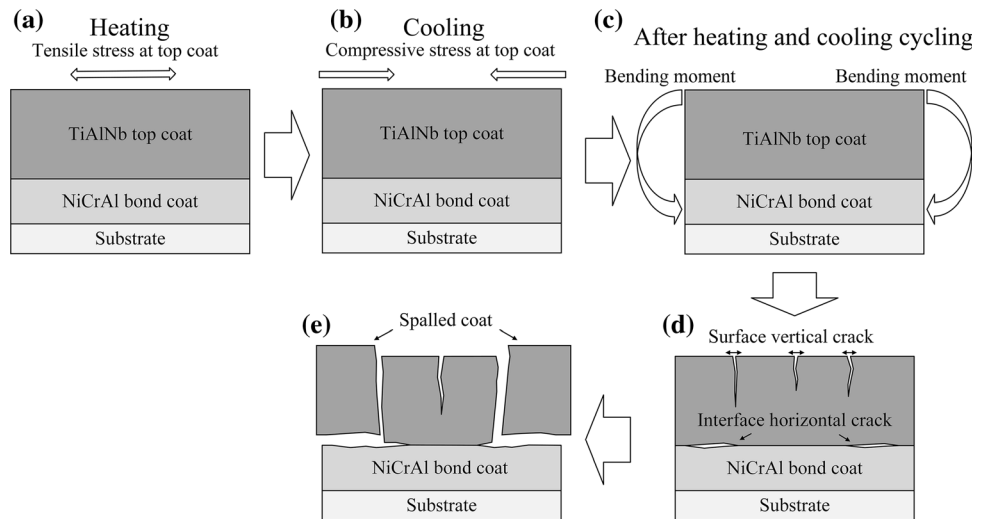 (a)
Heating
Tensile stress at top coat
TiAlNb top coat
NiCrAl bond coat
Substrate
(b)
Cooling
Compressive stress at top coat
TiAlNb top coat
NiCrAl bond coat
Substrate
(c)
After heating and cooling cycling
Bending moment
Bending moment
TiAlNb top coat
NiCrAl bond coat
Substrate
(d)
Surface vertical crack
Interface horizontal crack
NiCrAl bond coat
Substrate
(e)
Spalled coat
NiCrAl bond coat
Substrate